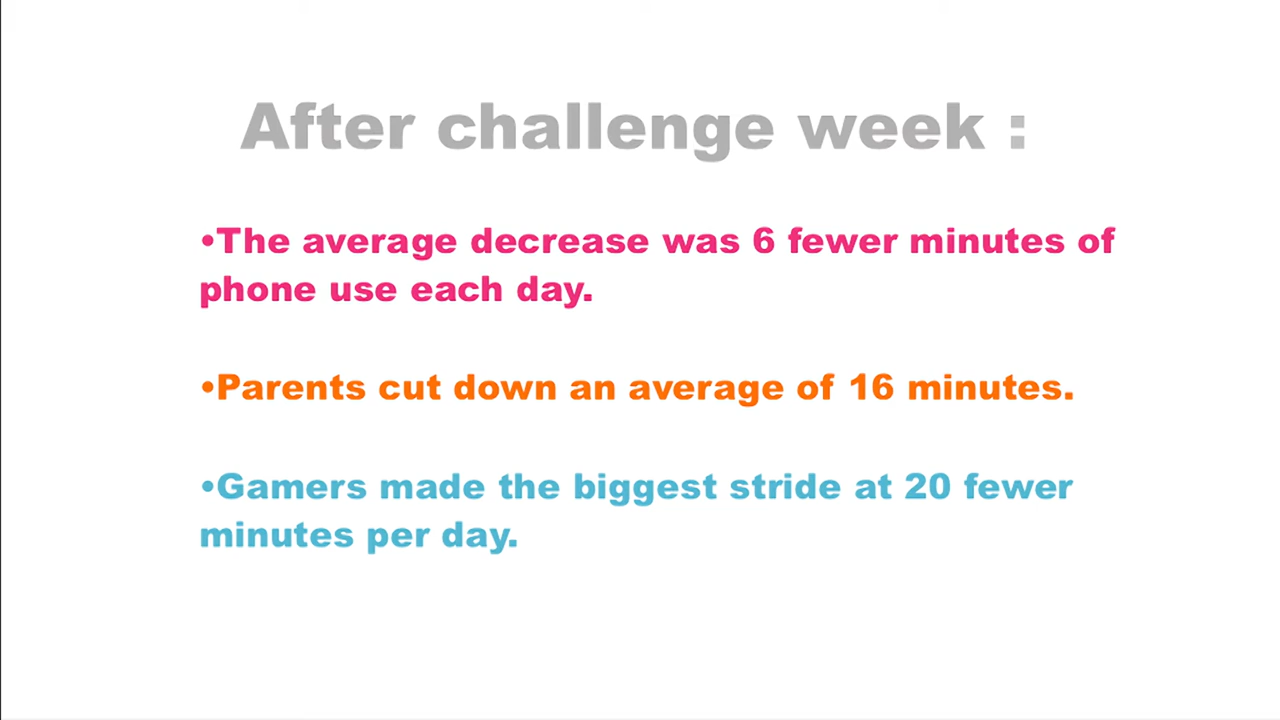 After challenge week :
•The average decrease was 6 fewer minutes of
phone use each day.
•Parents cut down an average of 16 minutes.
•Gamers made the biggest stride at 20 fewer
minutes per day.